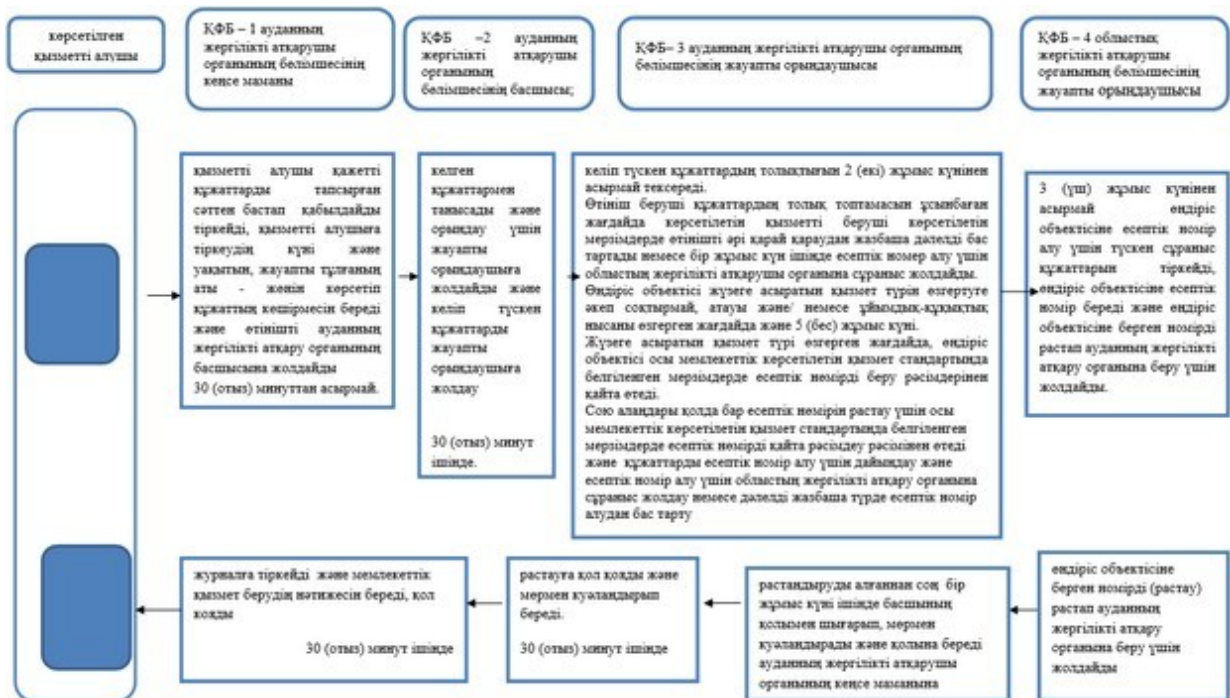 көрсетілген
қызметті алушы
ҚФБ – 1 ауданның
жергілікті атқарушы
органының бөлімшесінің
кеңсе маманы
ҚФБ –2 ауданның
жергілікті атқарушы
органының
бөлімшесінің басшысы;
ҚФБ– 3 ауданның жергілікті атқарушы органының
бөлімшесінің жауапты орындаушысы
ҚФБ – 4 облыстық
жергілікті атқарушы
органының бөлімшесінің
жауапты орындаушысы
қызметті алушы қажетті
құжаттарды тапсырған
сәттен бастап қабылдайды
тіркейді, қызметті алушыға
тіркеудің күні және
уақытын, жауапты тұлғаның
аты - жөнін көрсетіп
құжаттың көшірмесін береді
және өтінішті ауданның
жергілікті атқару органының
басшысына жолдайды
30 (отыз) минуттан асырмай.
келген
құжаттармен
танысады және
орындау үшін
жауапты
орындаушыға
жолдайды және
келіп түскен
құжаттарды
жауапты
орындаушыға
жолдау
30 (отыз) минут
ішінде.
келіп түскен құжаттардың толықтығын 2 (екі) жұмыс күнінен
асырмай тексереді.
Өтініш беруші құжаттардың толық топтамасын ұсынбаған
жағдайда көрсетілетін қызметті беруші көрсетілетін
мерзімдерде өтінішті әрі қарай қараудан жазбаша дәлелді бас
тартады немесе бір жұмыс күн ішінде есептік номер алу үшін
облыстың жергілікті атқарушы органына сұраныс жолдайды.
Өндіріс объектісі жүзеге асыратын қызмет түрін өзгертуге
әкеп соқтырмай, атауы және/ немесе ұйымдық-құқықтық
нысаны өзгерген жағдайда және 5 (бес) жұмыс күні.
Жүзеге асыратын қызмет түрі өзгерген жағдайда, өндіріс
объектісі осы мемлекеттік көрсетілетін қызмет стандартында
белгіленген мерзімдерде есептік нөмірді беру рәсімдерінен
қайта өтеді.
Сою алаңдары қолда бар есептік нөмірін растау үшін осы
мемлекеттік көрсетілетін қызмет стандартында белгіленген
мерзімдерде есептік нөмірді қайта рәсімдеу рәсімінен өтеді
және құжаттарды есептік номір алу үшін дайындау және
есептік номір алу үшін облыстың жергілікті атқару органына
сұраныс жолдау немесе дәлелді жазбаша түрде есептік номір
алудан бас тарту
3 (үш) жұмыс күнінен
асырмай өндіріс
объектісіне есептік номір
алу үшін түскен сұраныс
құжаттарын тіркейді,
өндіріс объектісіне есептік
номір береді және өндіріс
объектісіне берген номірді
растап ауданның жергілікті
атқару органына беру үшін
жолдайды.
журналға тіркейді және мемлекеттік
қызмет берудің нәтижесін береді, қол
қояды
30 (отыз) минут ішінде
растауға қол қояды және
мөрмен куәландырып
береді.
30 (отыз) минут ішінде
растандыруды алғаннан соң бір
жұмыс күні ішінде басшының
қолымен шығарып, мөрмен
куәландырады және қолына береді
ауданның жергілікті атқарушы
органының кеңсе маманына
өндіріс объектісіне
берген номірді (растау)
растап ауданның
жергілікті атқару
органына беру үшін
жолдайды